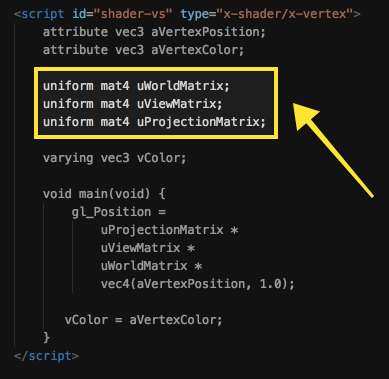 <script id="shader-vs" type="x-shader/x-vertex">
attribute vec3 aVertexPosition;
attribute vec3 aVertexColor;
uniform mat4 uWorldMatrix;
uniform mat4 uViewMatrix;
uniform mat4 uProjectionMatrix;
varying vec3 vColor;
void main(void) {
gl_Position =
uProjectionMatrix *
uViewMatrix *
uWorldMatrix *
vec4(aVertexPosition, 1.0);
vColor = aVertexColor;
}
</script>